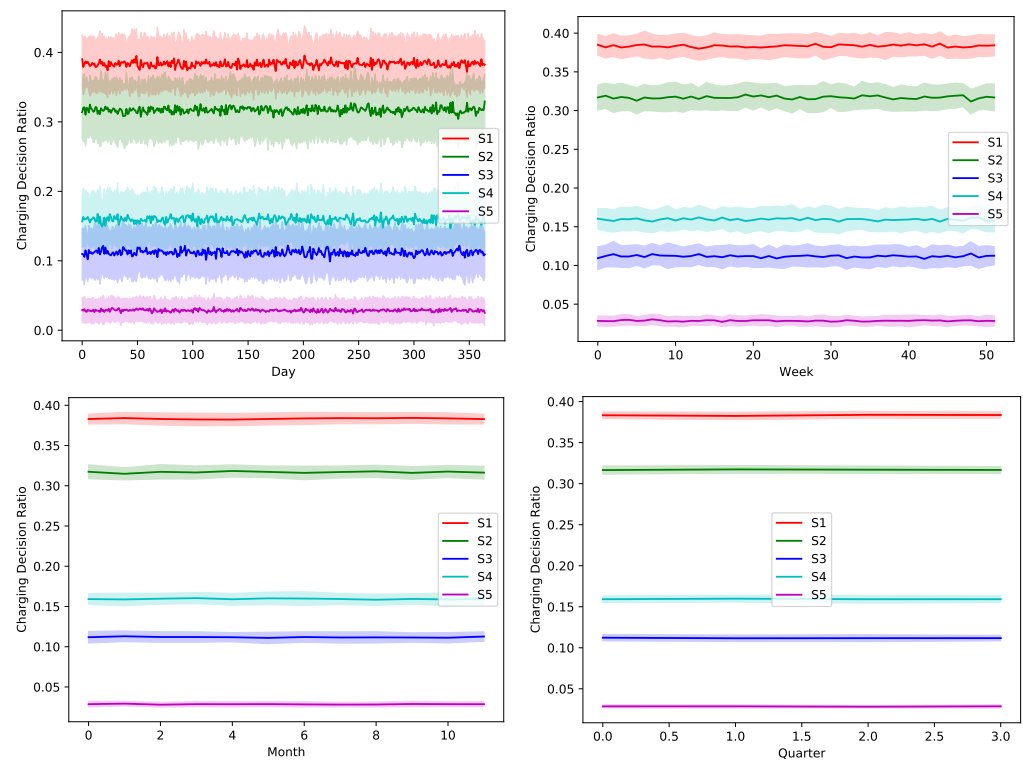 Charging Decision Ratio
0.4
0.3
0.2
0.1
0.0
S1
S2
S3
S4
S5
0 50 100 150 200 250 300 350
Day
Charging Decision Ratio
0.40
0.35
0.30
0.25
0.20
0.15
0.10
0.05
S1
S2
S3
S4
S5
0 10 20 30 40 50
Week
Charging Decision Ratio
0.40
0.35
0.30
0.25
0.20
0.15
0.10
0.05
S1
S2
S3
S4
S5
0 2 4 6 8 10
Month
Charging Decision Ratio
0.40
0.35
0.30
0.25
0.20
0.15
0.10
0.05
S1
S2
S3
S4
S5
0.0 0.5 1.0 1.5 2.0 2.5 3.0
Quarter